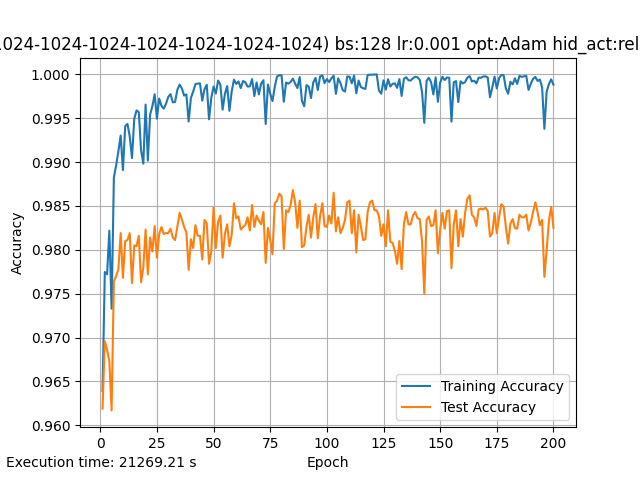 024-1024-1024-1024-1024-1024-1024) bs:128 lr:0.001 opt:Adam hid_act:rel
1.000
0.995
0.990
0.985
0.980
0.975
0.970
0.965
0.960
Accuracy
Training Accuracy
Test Accuracy
0 25 50 75 100 125 150 175 200
Execution time: 21269.21 s Epoch